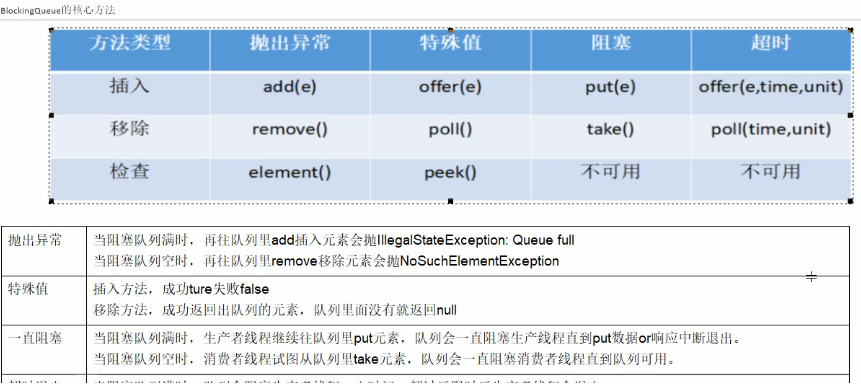 BlockingQueue的核心方法
方法类型 抛出异常 特殊值 阻塞 超时
插入 add(e) offer(e) put(e) offer(e,time,unit)
移除 remove() poll() take() poll(time,unit)
检查 element() peek() 不可用 不可用
抛出异常 当阻塞队列满时，再往队列里add插入元素会抛IllegalStateException: Queue full
当阻塞队列空时，再往队列里remove移除元素会抛NoSuchElementException
特殊值 插入方法，成功ture失败false
移除方法，成功返回出队列的元素，队列里面没有就返回null
一直阻塞 当阻塞队列满时，生产者线程继续往队列里put元素，队列会一直阻塞生产线程直到put数据or响应中断退出。
当阻塞队列空时，消费者线程试图从队列里take元素，队列会一直阻塞消费者线程直到队列可用。